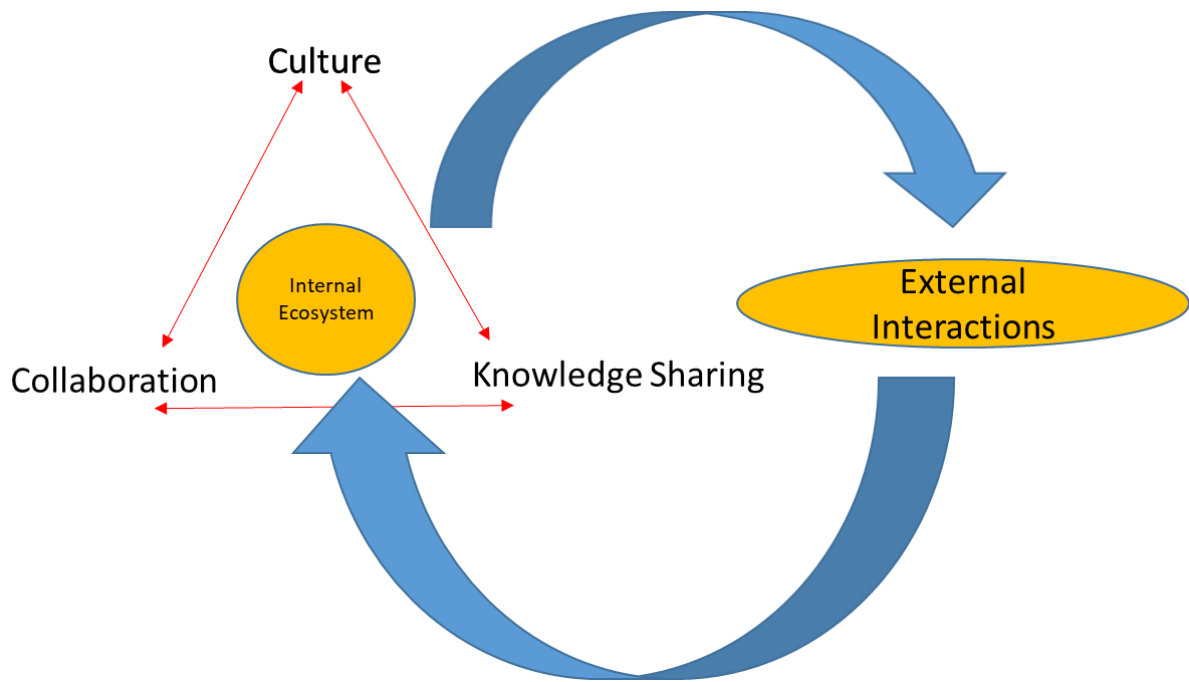 Culture
Internal
Ecosystem
External
Interactions
Collaboration
Knowledge Sharing